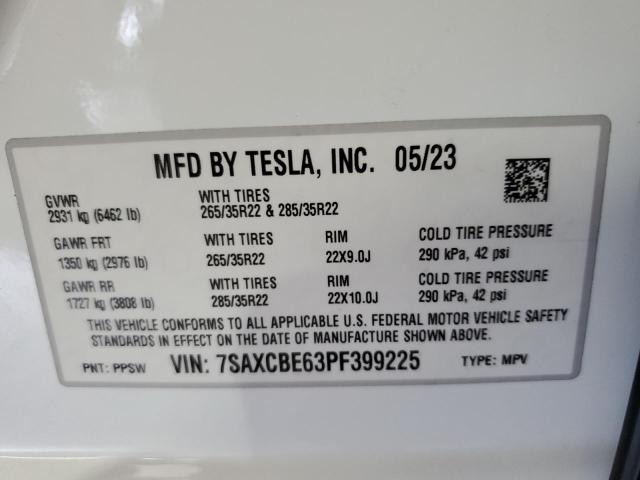 MFD BY TESLA, INC. 05/23
GVWR WITH TIRES
2931 kg (6462 lb) 265/35R22 & 285/35R22
GAWR FRT WITH TIRES RIM COLD TIRE PRESSURE
1350 kg (2976 lb) 265/35R22 22X9.0J 290 kPa, 42 psi
GAWR RR WITH TIRES RIM COLD TIRE PRESSURE
1727 kg (3808 lb) 285/35R22 22X10.0J 290 kPa, 42 psi
THIS VEHICLE CONFORMS TO ALL APPLICABLE U.S. FEDERAL MOTOR VEHICLE SAFETY
STANDARDS IN EFFECT ON THE DATE OF MANUFACTURE SHOWN ABOVE.
PNT: PPSW VIN: 7SAXCBE63PF399225 TYPE: MPV